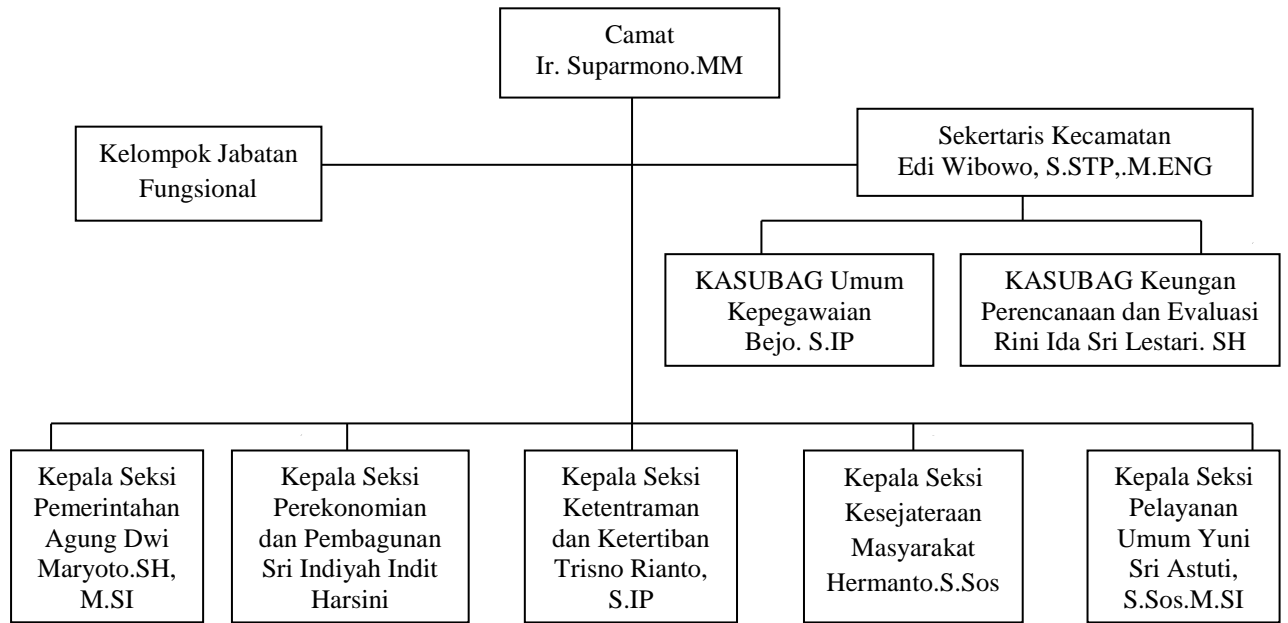 Camat
Ir. Suparmono.MM
Kelompok Jabatan
Fungsional
Sekertaris Kecamatan
Edi Wibowo, S.STP,.M.ENG
KASUBAG Umum
Kepegawaian
Bejo. S.IP
KASUBAG Keungan
Perencanaan dan Evaluasi
Rini Ida Sri Lestari. SH
Kepala Seksi
Pemerintahan
Agung Dwi
Maryoto.SH,
M.SI
Kepala Seksi
Perekonomian
dan Pembagunan
Sri Indiyah Indit
Harsini
Kepala Seksi
Ketentraman
dan Ketertiban
Trisno Rianto,
S.IP
Kepala Seksi
Kesejateraan
Masyarakat
Hermanto.S.Sos
Kepala Seksi
Pelayanan
Umum Yuni
Sri Astuti,
S.Sos.M.SI